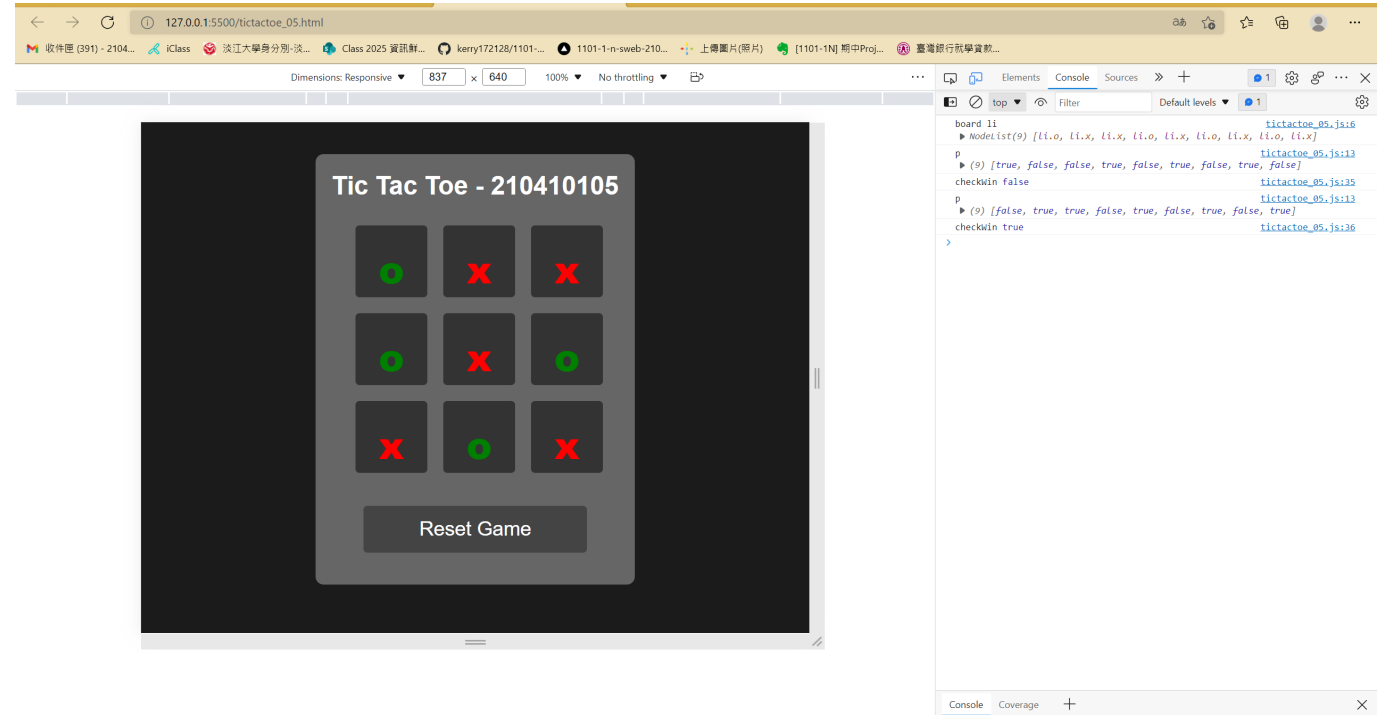 127.0.0.1:5500/tictactoe_05.html
收件匣 (391) - 2104... iClass 淡江大學身分別-淡... Class 2025 資訊鮮... kerry172128/1101-... 1101-1-n-sweb-210... 上傳圖片(照片) [1101-1N] 期中Proj... 臺灣銀行就學貸款...
Dimensions: Responsive ▼ 837 x 640 100% ▼ No throttling ▼
Elements Console Sources 1
top ▼ Filter Default levels ▼ 1
board li tictactoe_05.js:6
▶ NodeList(9) [li.o, li.x, li.x, li.o, li.x, li.o, li.x, li.o, li.x]
p tictactoe_05.js:13
▶ (9) [true, false, false, true, false, true, false, true, false]
checkWin false tictactoe_05.js:35
p tictactoe_05.js:13
▶ (9) [false, true, true, false, true, false, true, false, true]
checkWin true tictactoe_05.js:36
Tic Tac Toe - 210410105
o x x
o x o
x o x
Reset Game
Console Coverage